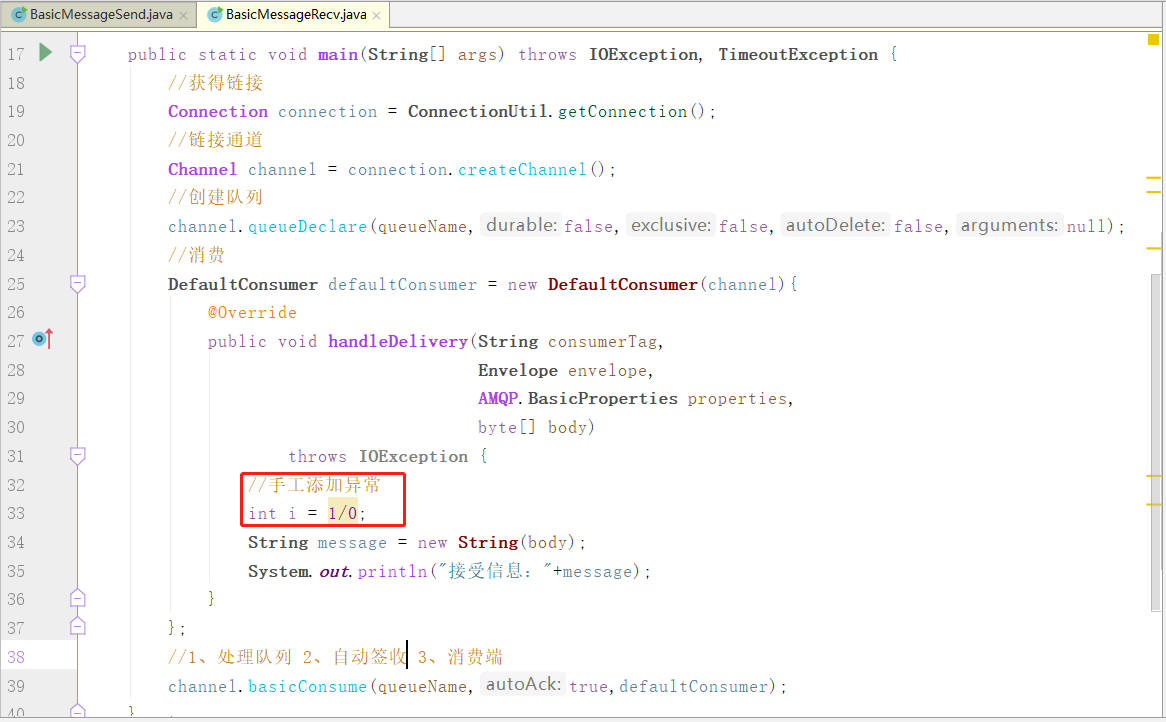 BasicMessageSend.java × BasicMessageRecv.java ×
17 public static void main(String[] args) throws IOException, TimeoutException {
18 //获得链接
19 Connection connection = ConnectionUtil.getConnection();
20 //链接通道
21 Channel channel = connection.createChannel();
22 //创建队列
23 channel.queueDeclare(queueName, durable: false, exclusive: false, autoDelete: false, arguments: null);
24 //消费
25 DefaultConsumer defaultConsumer = new DefaultConsumer(channel){
26 @Override
27 public void handleDelivery(String consumerTag,
28 Envelope envelope,
29 AMQP.BasicProperties properties,
30 byte[] body)
31 throws IOException {
32 //手工添加异常
33 int i = 1/0;
34 String message = new String(body);
35 System.out.println("接受信息："+message);
36 }
37 };
38 //1、处理队列 2、自动签收 3、消费端
39 channel.basicConsume(queueName, autoAck: true,defaultConsumer);
40 }